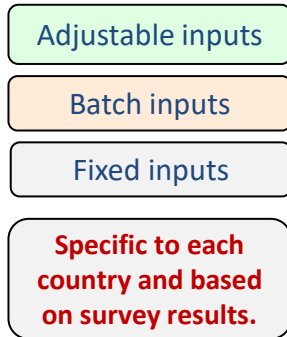 Adjustable inputs
Batch inputs
Fixed inputs
Specific to each
country and based
on survey results.